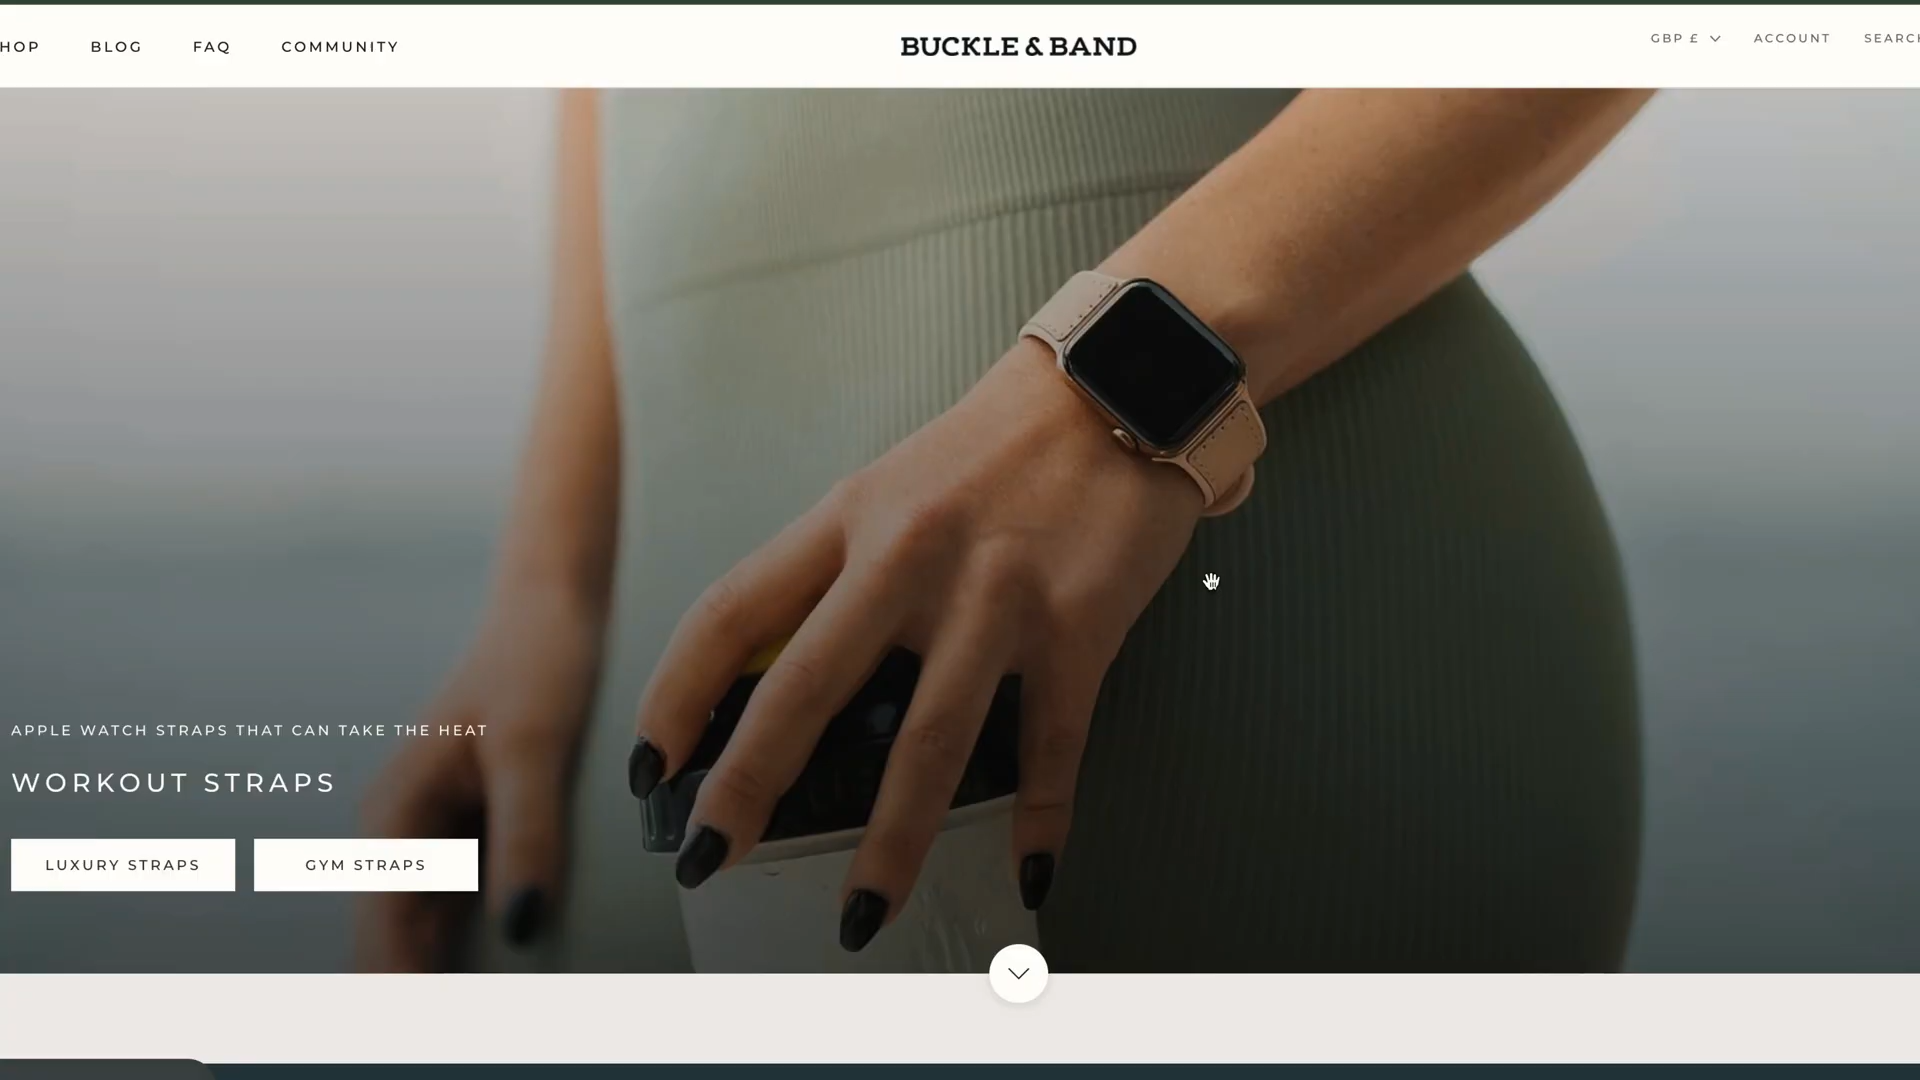 HOP BLOG FAQ COMMUNITY BUCKLE & BAND GBP £ ACCOUNT SEARCH
APPLE WATCH STRAPS THAT CAN TAKE THE HEAT
WORKOUT STRAPS
LUXURY STRAPS GYM STRAPS